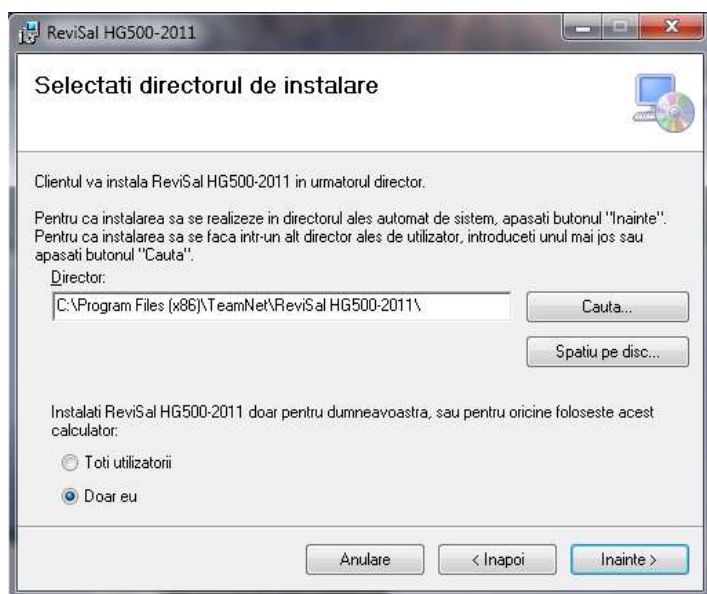 ReviSal HG500-2011
Selectati directorul de instalare
Clientul va instala ReviSal HG500-2011 in urmatorul director.
Pentru ca instalarea sa se realizeze in directorul ales automat de sistem, apasati butonul "Inainte".
Pentru ca instalarea sa se faca intr-un alt director ales de utilizator, introduceti unul mai jos sau
apasati butonul "Cauta".
Director:
C:\Program Files (x86)\TeamNet\ReviSal HG500-2011\
Cauta...
Spatiu pe disc...
Instalati ReviSal HG500-2011 doar pentru dumneavoastra, sau pentru oricine foloseste acest
calculator:
Toti utilizatorii
Doar eu
Anulare
< Inapoi
Inainte >